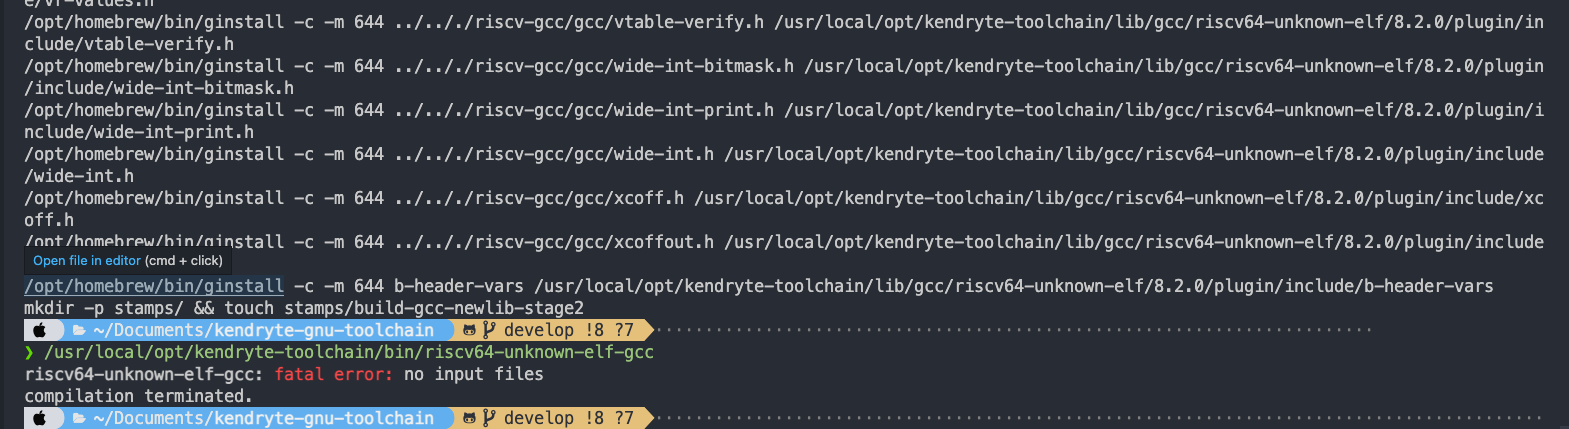 e/vr-values.h
/opt/homebrew/bin/ginstall -c -m 644 ../.././riscv-gcc/gcc/vtable-verify.h /usr/local/opt/kendryte-toolchain/lib/gcc/riscv64-unknown-elf/8.2.0/plugin/in
clude/vtable-verify.h
/opt/homebrew/bin/ginstall -c -m 644 ../.././riscv-gcc/gcc/wide-int-bitmask.h /usr/local/opt/kendryte-toolchain/lib/gcc/riscv64-unknown-elf/8.2.0/plugin
/include/wide-int-bitmask.h
/opt/homebrew/bin/ginstall -c -m 644 ../.././riscv-gcc/gcc/wide-int-print.h /usr/local/opt/kendryte-toolchain/lib/gcc/riscv64-unknown-elf/8.2.0/plugin/i
nclude/wide-int-print.h
/opt/homebrew/bin/ginstall -c -m 644 ../.././riscv-gcc/gcc/wide-int.h /usr/local/opt/kendryte-toolchain/lib/gcc/riscv64-unknown-elf/8.2.0/plugin/include
/wide-int.h
/opt/homebrew/bin/ginstall -c -m 644 ../.././riscv-gcc/gcc/xcoff.h /usr/local/opt/kendryte-toolchain/lib/gcc/riscv64-unknown-elf/8.2.0/plugin/include/xc
off.h
/opt/homebrew/bin/ginstall -c -m 644 ../.././riscv-gcc/gcc/xcoffout.h /usr/local/opt/kendryte-toolchain/lib/gcc/riscv64-unknown-elf/8.2.0/plugin/include
Open file in editor (cmd + click)
/opt/homebrew/bin/ginstall -c -m 644 b-header-vars /usr/local/opt/kendryte-toolchain/lib/gcc/riscv64-unknown-elf/8.2.0/plugin/include/b-header-vars
mkdir -p stamps/ && touch stamps/build-gcc-newlib-stage2
~/Documents/kendryte-gnu-toolchain develop !8 ?7
❯ /usr/local/opt/kendryte-toolchain/bin/riscv64-unknown-elf-gcc
riscv64-unknown-elf-gcc: fatal error: no input files
compilation terminated.
~/Documents/kendryte-gnu-toolchain develop !8 ?7